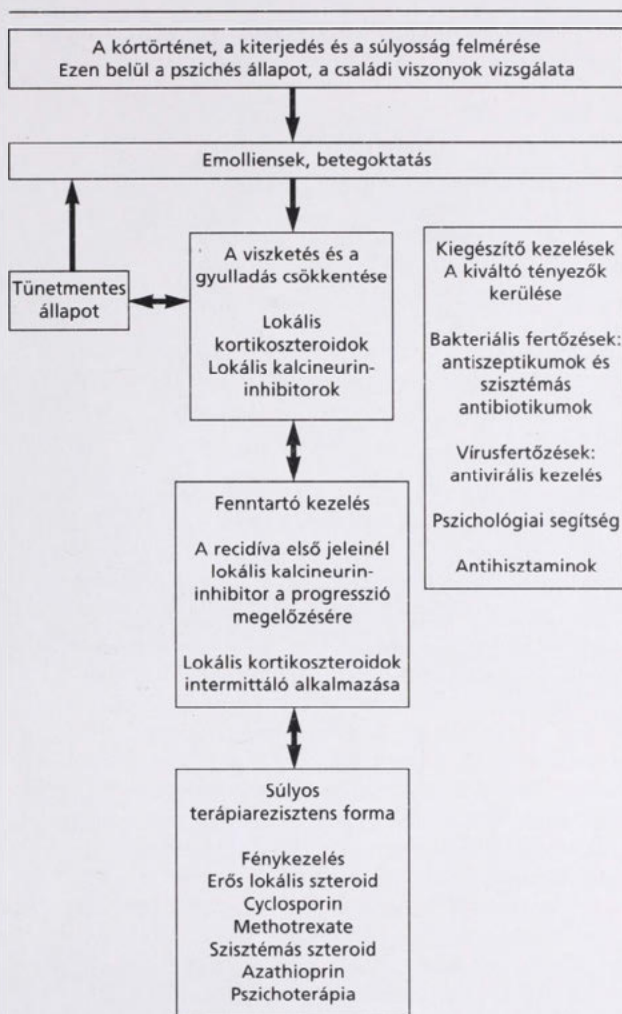 A kórtörténet, a kiterjedés és a súlyosság felmérése
Ezen belül a pszichés állapot, a családi viszonyok vizsgálata
Emolliensek, betegoktatás
Tünetmentes
állapot
A viszketés és a
gyulladás csökkentése
Lokális
kortikoszteroidok
Lokális kalcineurin-
inhibitorok
Fenntartó kezelés
A recidíva első jeleinél
lokális kalcineurin-
inhibitor a progresszió
megelőzésére
Lokális kortikoszteroidok
intermittáló alkalmazása
Súlyos
terápiarezisztens forma
Fénykezelés
Erős lokális szteroid
Cyclosporin
Methotrexate
Szisztémás szteroid
Azathioprin
Pszichoterápia
Kiegészítő kezelések
A kiváltó tényezők
kerülése
Bakteriális fertőzések:
antiszeptikumok és
szisztémás
antibiotikumok
Vírusfertőzések:
antivirális kezelés
Pszichológiai segítség
Antihisztaminok